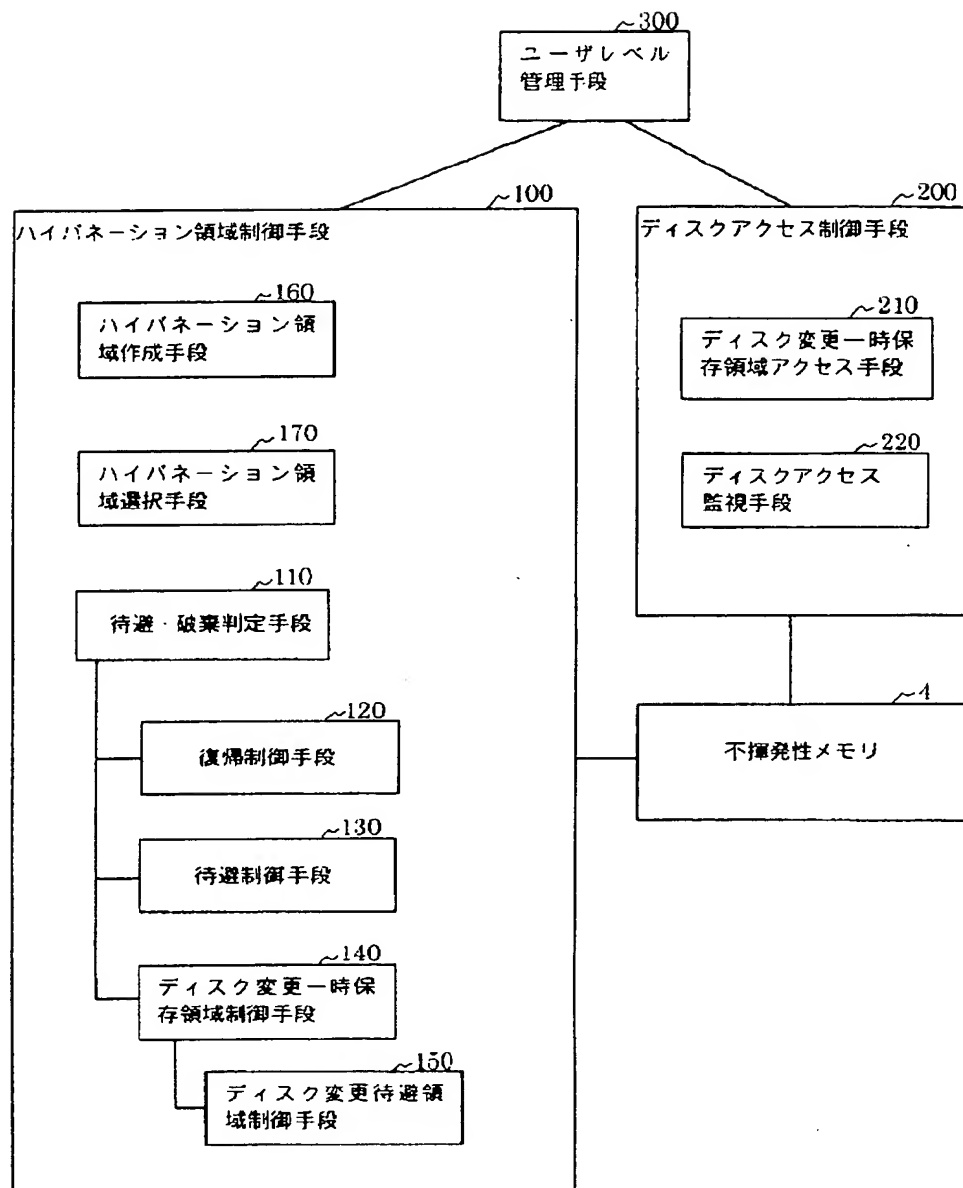 300
ユーザレベル
管理手段
100
ハイバネーション領域制御手段
160
ハイバネーション領
域作成手段
170
ハイバネーション領
域選択手段
110
待避・破棄判定手段
120
復帰制御手段
130
待避制御手段
140
ディスク変更一時保
存領域制御手段
150
ディスク変更待避領
域制御手段
200
ディスクアクセス制御手段
210
ディスク変更一時保
存領域アクセス手段
220
ディスクアクセス
監視手段
4
不揮発性メモリ